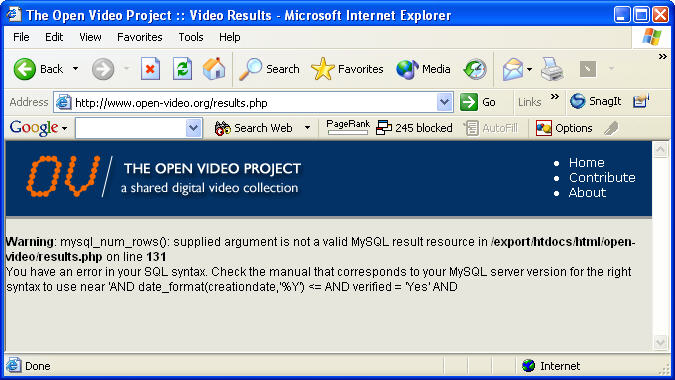 The Open Video Project :: Video Results - Microsoft Internet Explorer
File Edit View Favorites Tools Help
Back Search Favorites Media
Address http://www.open-video.org/results.php Go Links » SnagIt
Google Search Web PageRank 245 blocked AutoFill Options
OV THE OPEN VIDEO PROJECT
a shared digital video collection
Home
Contribute
About
Warning: mysql_num_rows(): supplied argument is not a valid MySQL result resource in /export/htdocs/html/open-
video/results.php on line 131
You have an error in your SQL syntax. Check the manual that corresponds to your MySQL server version for the right
syntax to use near 'AND date_format(creationdate,'%Y') <= AND verified = 'Yes' AND
Done Internet